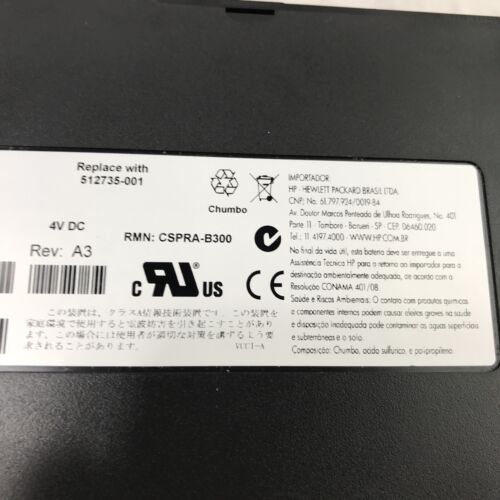 Replace with
512735-001
Chumbo
4V DC
RMN: CSPRA-B300
Rev: A3
C RU US
CE
この装置は、クラスA情報技術装置です。この装置を
家庭環境で使用すると電波妨害を引き起こすことがあり
ます。この場合には使用者が適切な対策を講ずるよう要
求されることがあります。
VCCI-A
IMPORTADOR:
HP - HEWLETT PACKARD BRASIL LTDA.
CNP; No. 61.797.924/0019-84
Av. Doutor Marcos Penteado de Ulhoa Rodrigues, No. 401
Parte 11 - Tambore - Barueri - SP - CEP. 06460.020
Tel: 11 4197.4000 - WWW.HP.COM.BR
No final da vida útil, esta bateria deve ser entregue a uma
Assistência Técnica HP para o retorno ao importador para a
destinação ambientalmente adequada, de acordo com a
Resolução CONAMA 401/08.
Saúde e Riscos Ambientais: O contato com produtos químicos
e componentes internos podem causar efeitos graves na saúde
e disposição inadequada pode contaminar as águas superficiais
e subterrâneas e o solo.
Composição: Chumbo, ácido sulfúrico, e polipropileno.